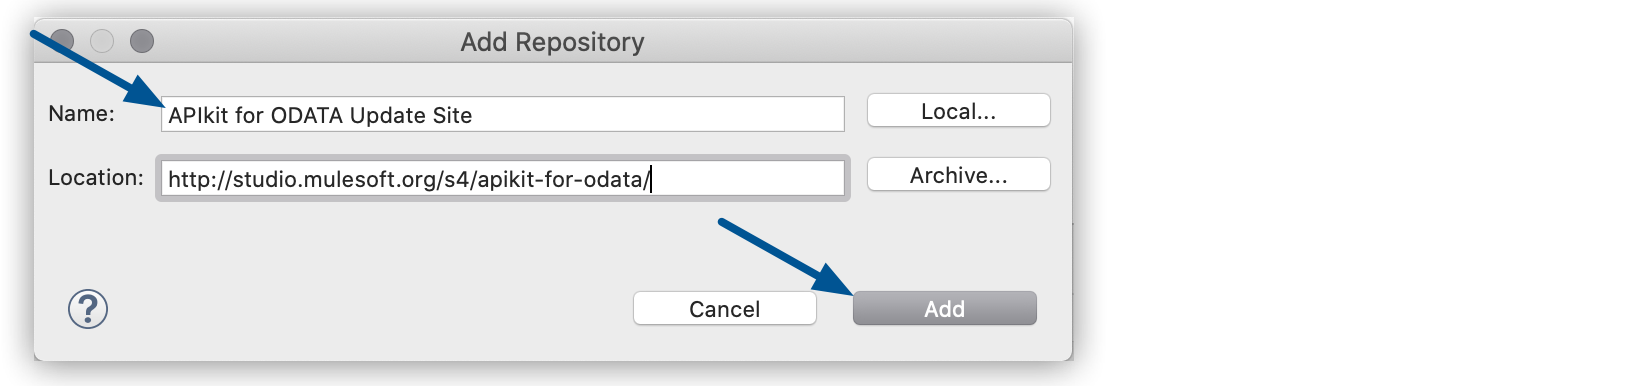 Add Repository
Name: APIkit for ODATA Update Site Local...
Location: http://studio.mulesoft.org/s4/apikit-for-odata/ Archive...
? Cancel Add